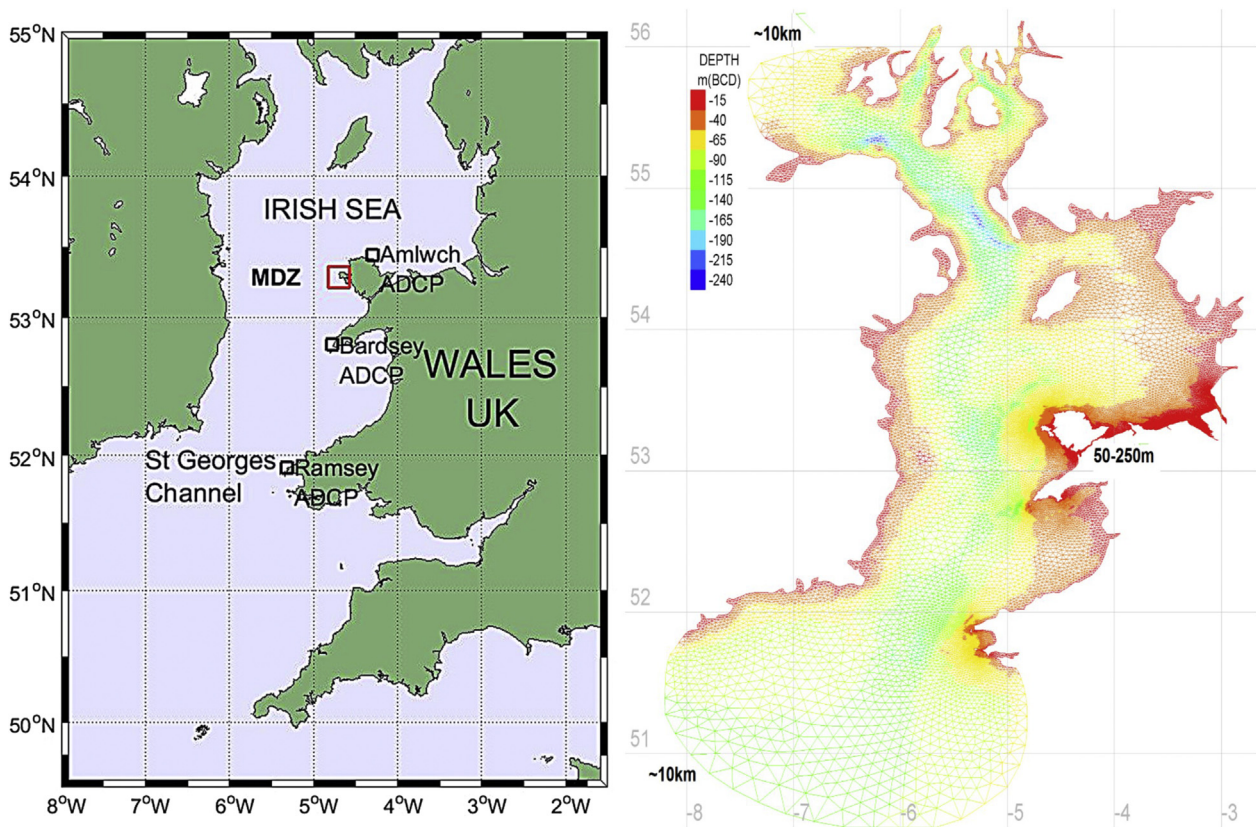 55°N
54°N
53°N
52°N
51°N
50°N
8°W
7°W
6°W
5°W
4°W
3°W
2°W
IRISH SEA
MDZ
Amlwch
ADCP
Bardsey
ADCP
WALES
UK
St Georges
Channel
Ramsey
ADCP
56
55
54
53
52
51
-8
-7
-6
-5
-4
-3
~10km
DEPTH
m(BCD)
-15
-40
-65
-90
-115
-140
-165
-190
-215
-240
50-250m
~10km